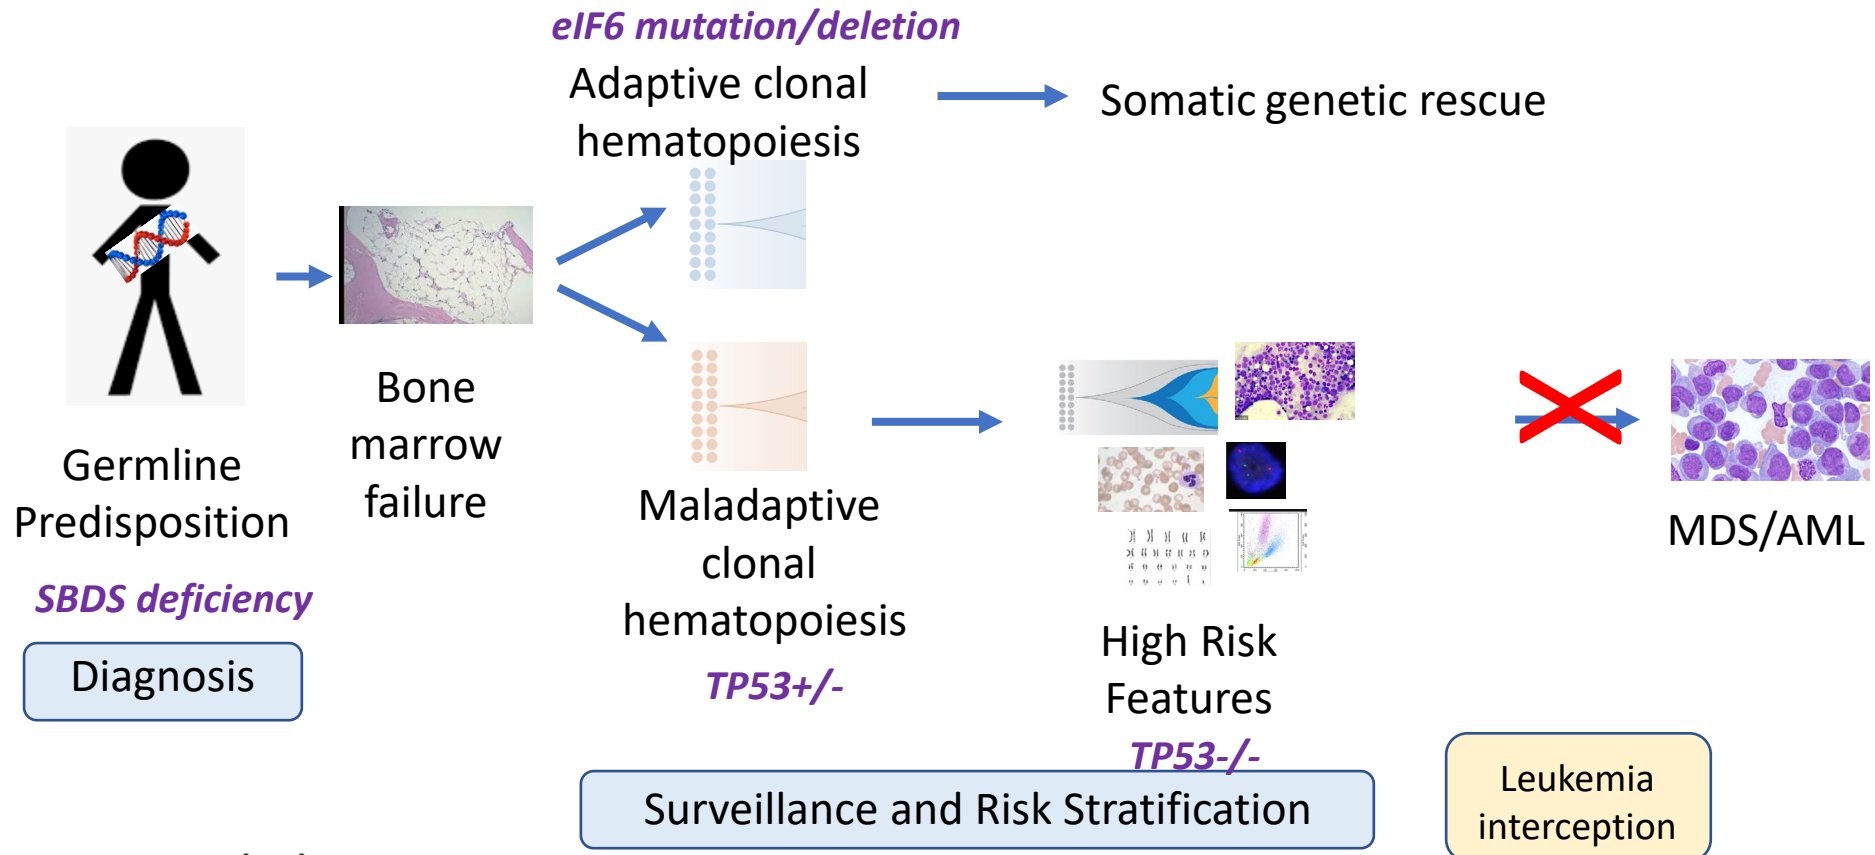 eIF6 mutation/deletion
Adaptive clonal
hematopoiesis
Somatic genetic rescue
Bone
marrow
failure
Germline
Predisposition
SBDS deficiency
Diagnosis
Maladaptive
clonal
hematopoiesis
TP53+/-
High Risk
Features
TP53-/-
MDS/AML
Surveillance and Risk Stratification
Leukemia
interception